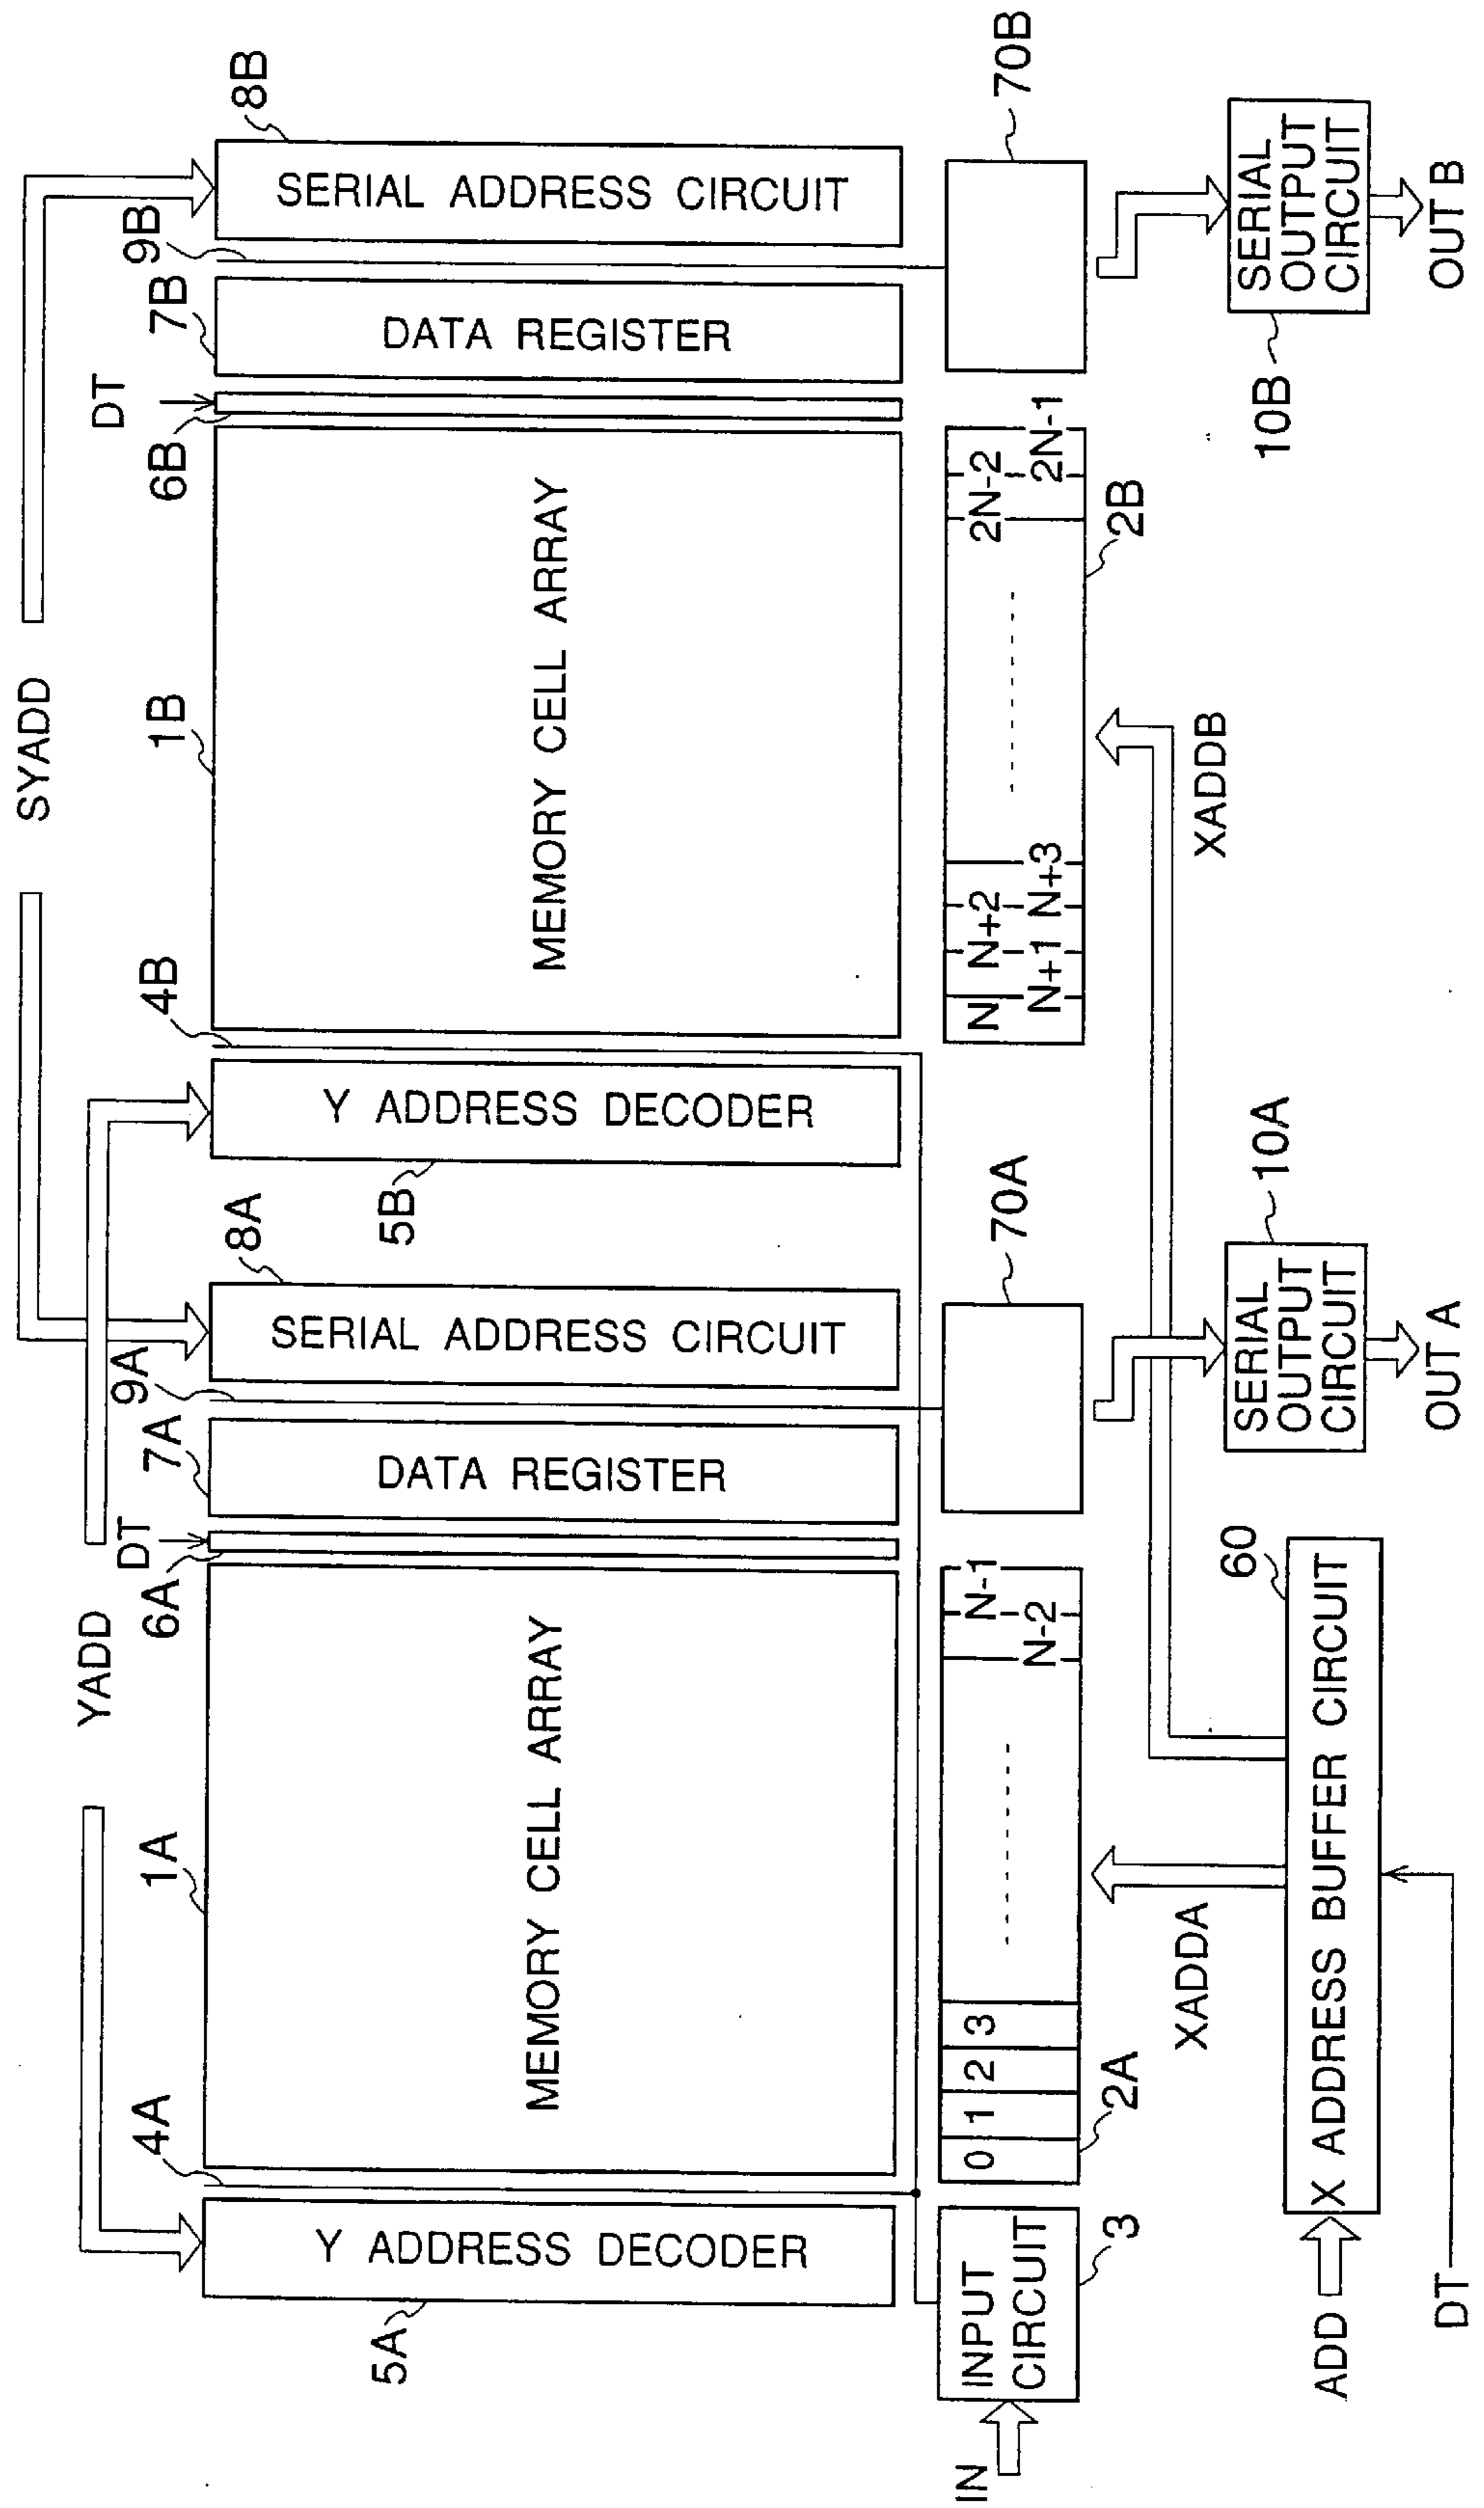 SYADD
YADD
4A
1A
6A
DT
7A
9A
8A
4B
1B
6B
DT
7B
9B
8B
5A
Y ADDRESS DECODER
MEMORY CELL ARRAY
DATA REGISTER
SERIAL ADDRESS CIRCUIT
5B
Y ADDRESS DECODER
MEMORY CELL ARRAY
DATA REGISTER
SERIAL ADDRESS CIRCUIT
IN
INPUT
CIRCUIT
3
0 1 2 3
N-1
N-2
2A
70A
N N+2
N+1 N+3
2N-2
2N-1
2B
70B
XADDA
XADDB
ADD
X ADDRESS BUFFER CIRCUIT
60
SERIAL
OUTPUT
CIRCUIT
10A
OUT A
SERIAL
OUTPUT
CIRCUIT
10B
OUT B
DT